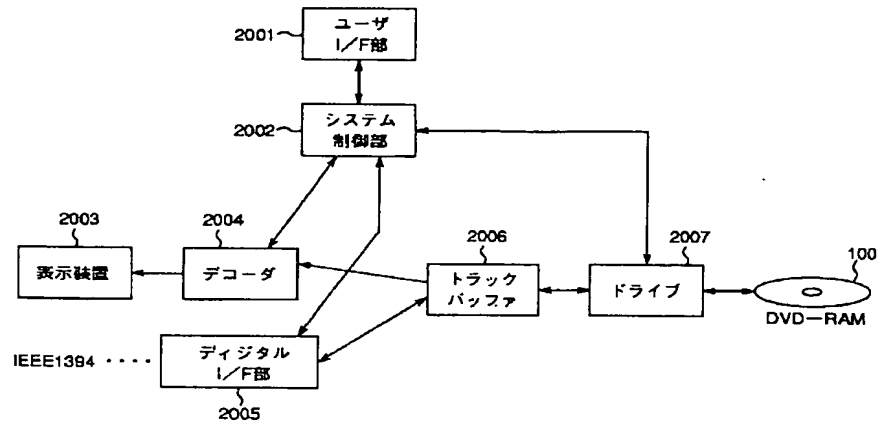 2001
ユーザ
I/F部
2002
システム
制御部
2003
2004
2006
2007
100
表示装置
デコーダ
トラック
バッファ
ドライブ
DVD-RAM
IEEE1394 ····
ディジタル
I/F部
2005